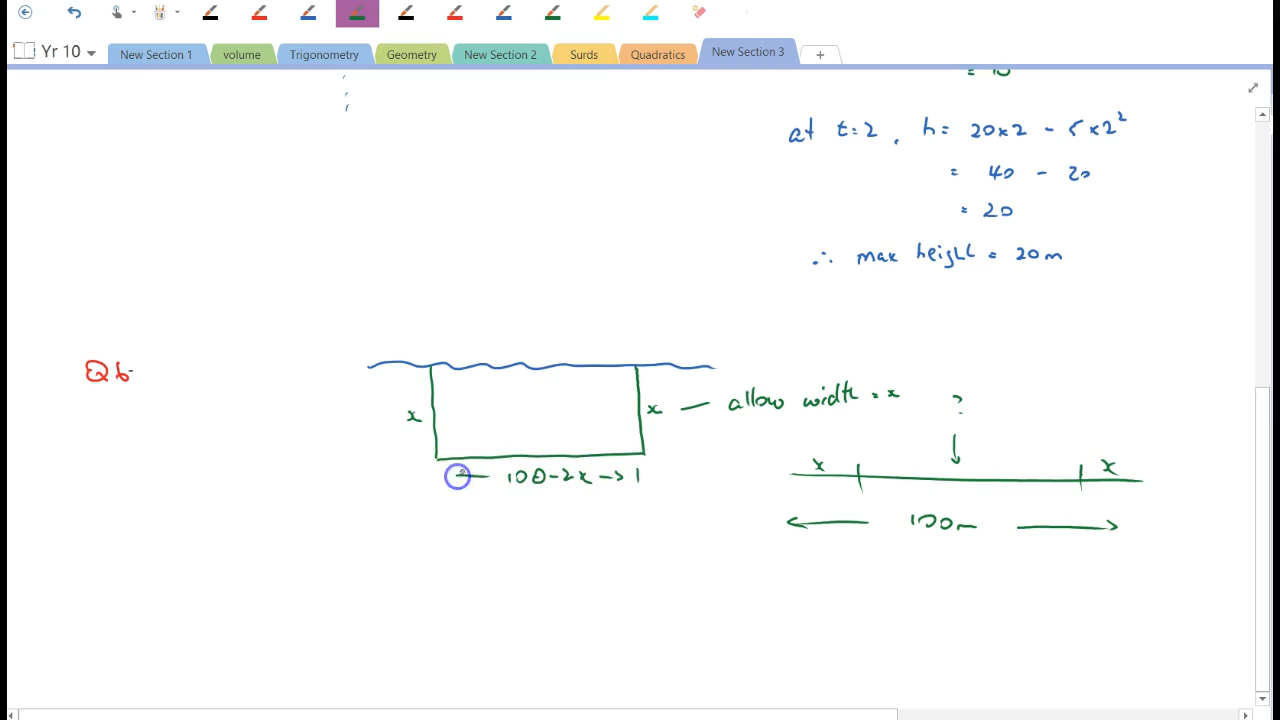 Yr 10
New Section 1
volume
Trigonometry
Geometry
New Section 2
Surds
Quadratics
New Section 3
+
= 10
at t=2, h= 20×2 - 5×2²
= 40 - 20
= 20
∴ max height = 20m
Q6
x
x — allow width = x
?
100-2x → |
x x
← 100m →